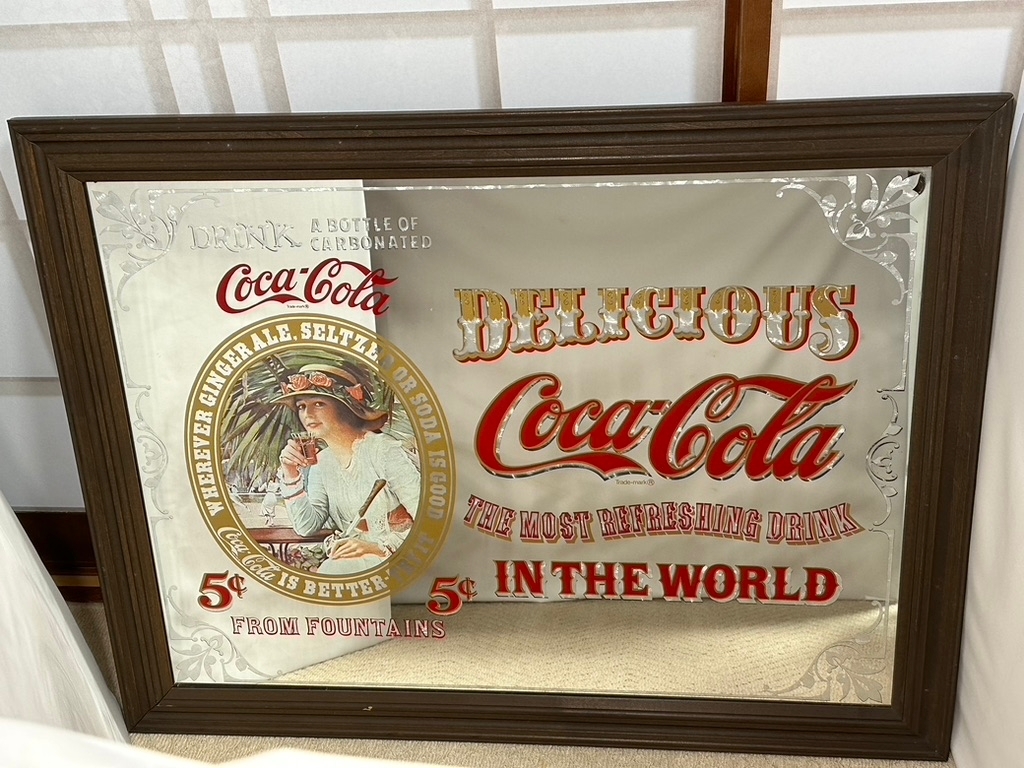 DRINK A BOTTLE OF
CARBONATED
Coca-Cola
Trade-mark®
WHEREVER GINGER ALE, SELTZER OR SODA IS GOOD
Coca-Cola IS BETTER
5¢ 5¢
FROM FOUNTAINS
DELICIOUS
Coca-Cola
Trade-mark®
THE MOST REFRESHING DRINK
IN THE WORLD